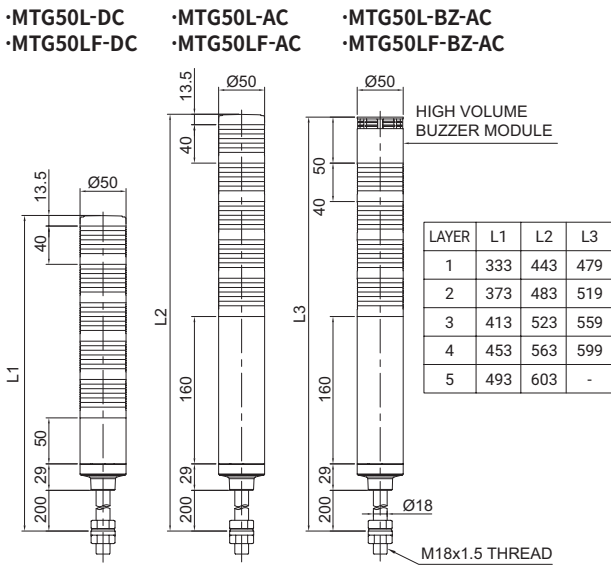 ·MTG50L-DC ·MTG50L-AC ·MTG50L-BZ-AC
·MTG50LF-DC ·MTG50LF-AC ·MTG50LF-BZ-AC
Ø50 Ø50
13.5
HIGH VOLUME
BUZZER MODULE
40 50
Ø50
13.5
40
40
LAYER L1 L2 L3
1 333 443 479
2 373 483 519
3 413 523 559
4 453 563 599
5 493 603 -
L1 L2 L3
50 160 160
29 29 29
200 200 200
Ø18
M18x1.5 THREAD